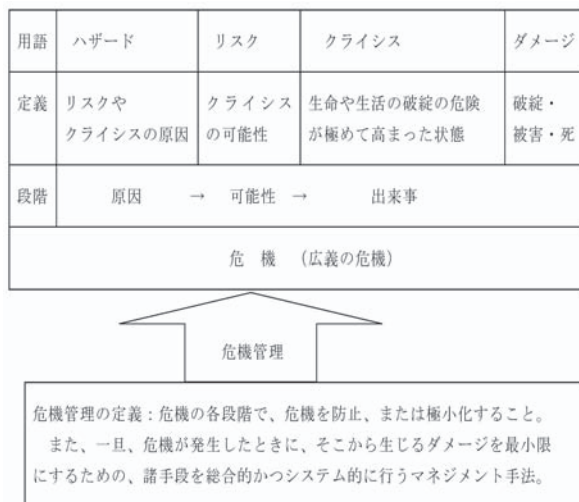 用語 ハザード リスク クライシス ダメージ
定義 リスクや クライシス 生命や生活の破綻の危険 破綻・
クライシスの原因 の可能性 が極めて高まった状態 被害・死
段階 原因 → 可能性 → 出来事
危 機 (広義の危機)
危機管理
危機管理の定義：危機の各段階で、危機を防止、または極小化すること。
また、一旦、危機が発生したときに、そこから生じるダメージを最小限
にするための、諸手段を総合的かつシステム的に行うマネジメント手法。